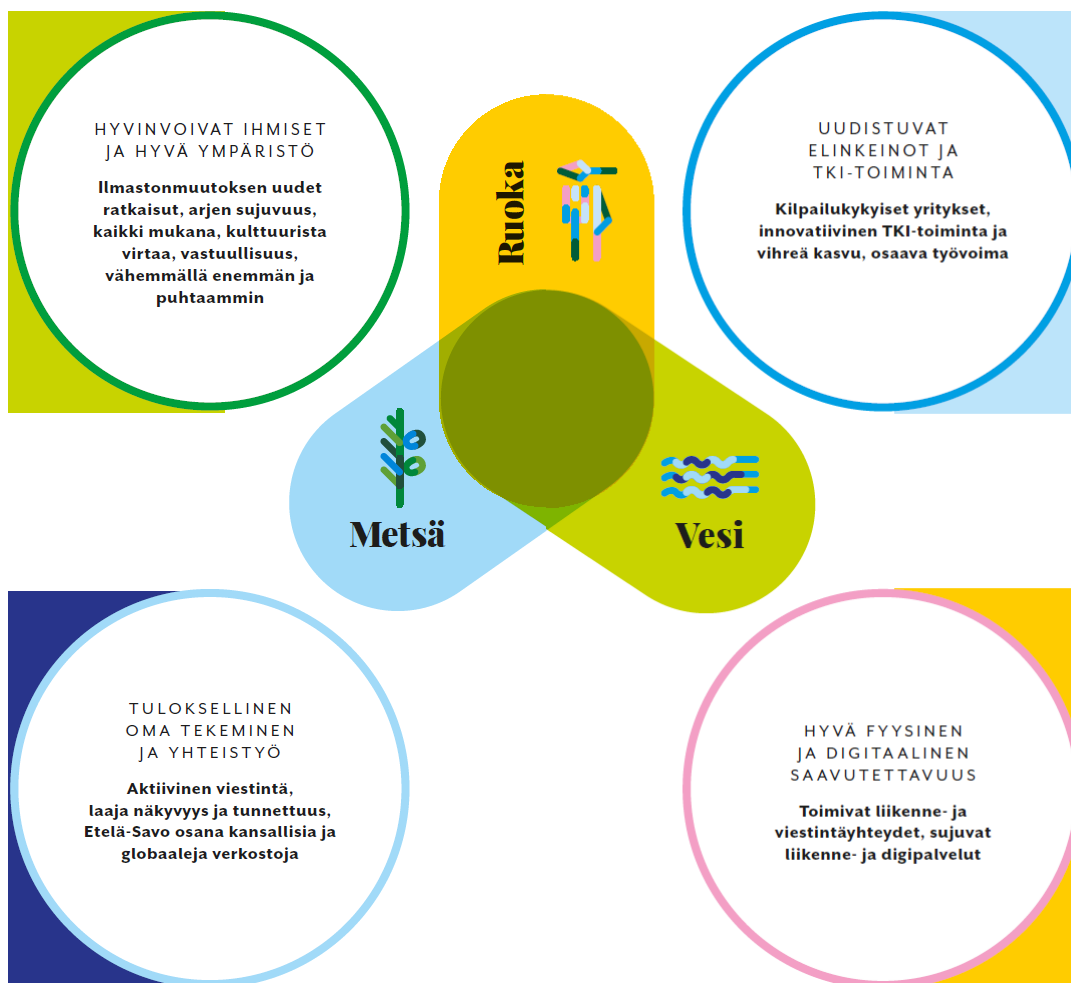 HYVINVOIVAT IHMISET
JA HYVÄ YMPÄRISTÖ
Ilmastonmuutoksen uudet
ratkaisut, arjen sujuvuus,
kaikki mukana, kulttuurista
virtaa, vastuullisuus,
vähemmällä enemmän ja
puhtaammin
Ruoka
UUDISTUVAT
ELINKEINOT JA
TKI-TOIMINTA
Kilpailukykyiset yritykset,
innovatiivinen TKI-toiminta ja
vihreä kasvu, osaava työvoima
Metsä
Vesi
TULOKSELLINEN
OMA TEKEMINEN
JA YHTEISTYÖ
Aktiivinen viestintä,
laaja näkyvyys ja tunnettuus,
Etelä-Savo osana kansallisia ja
globaaleja verkostoja
HYVÄ FYYSINEN
JA DIGITAALINEN
SAAVUTETTAVUUS
Toimivat liikenne- ja
viestintäyhteydet, sujuvat
liikenne- ja digipalvelut